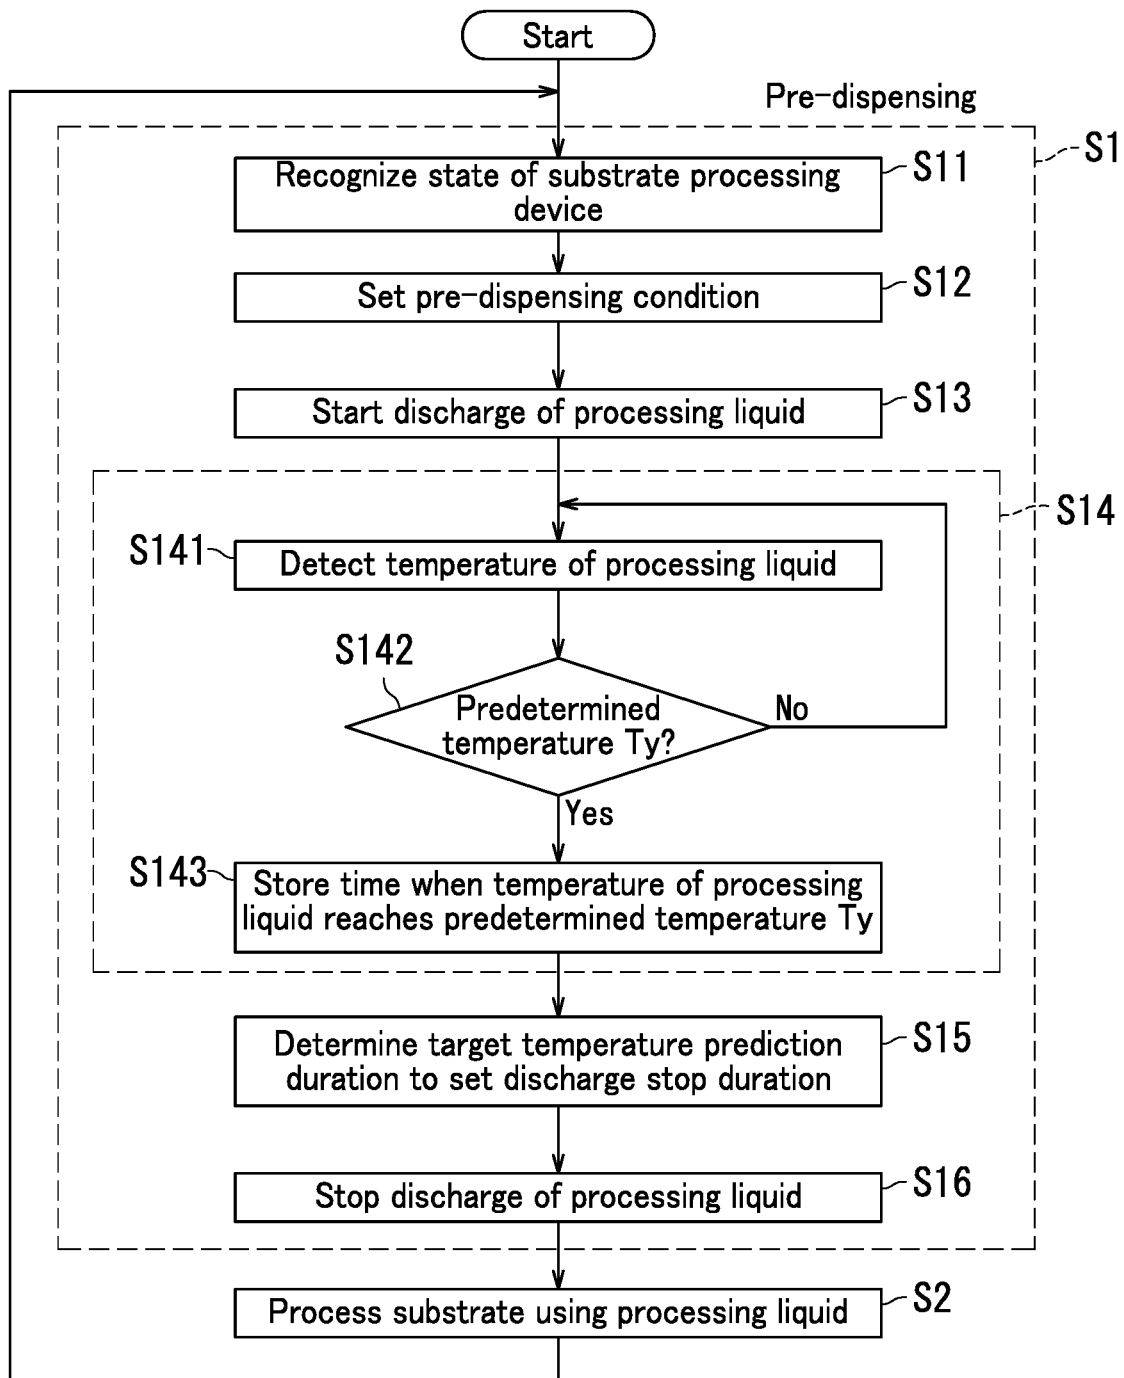 Start
Pre-dispensing
S1
Recognize state of substrate processing
device
S11
Set pre-dispensing condition
S12
Start discharge of processing liquid
S13
S14
S141
Detect temperature of processing liquid
S142
Predetermined
temperature Ty?
No
Yes
S143
Store time when temperature of processing
liquid reaches predetermined temperature Ty
Determine target temperature prediction
duration to set discharge stop duration
S15
Stop discharge of processing liquid
S16
Process substrate using processing liquid
S2